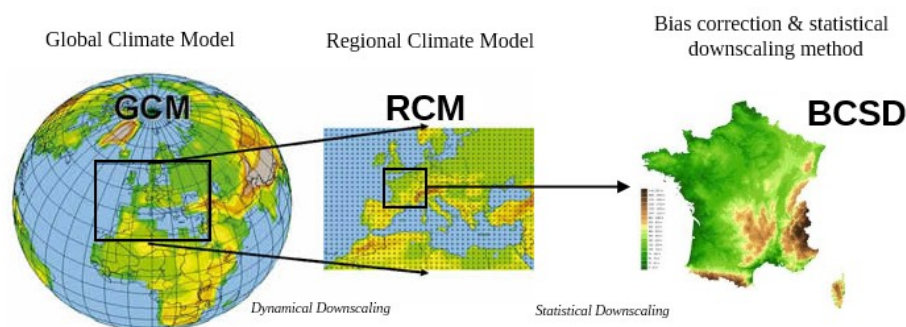 Global Climate Model
Regional Climate Model
Bias correction & statistical
downscaling method
GCM
RCM
BCSD
Dynamical Downscaling
Statistical Downscaling